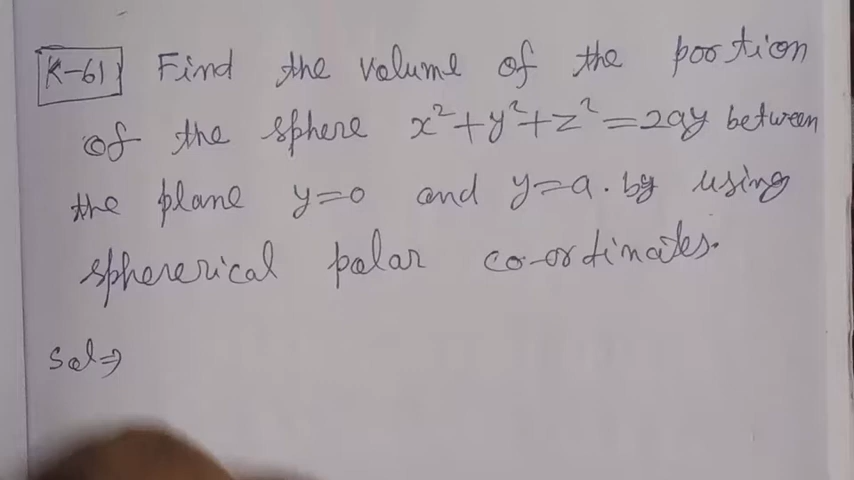 K-61 Find the volume of the portion
of the sphere x²+y²+z²=2ay between
the plane y=0 and y=a. by using
sphererical polar co-ordinates.
Sol⇒